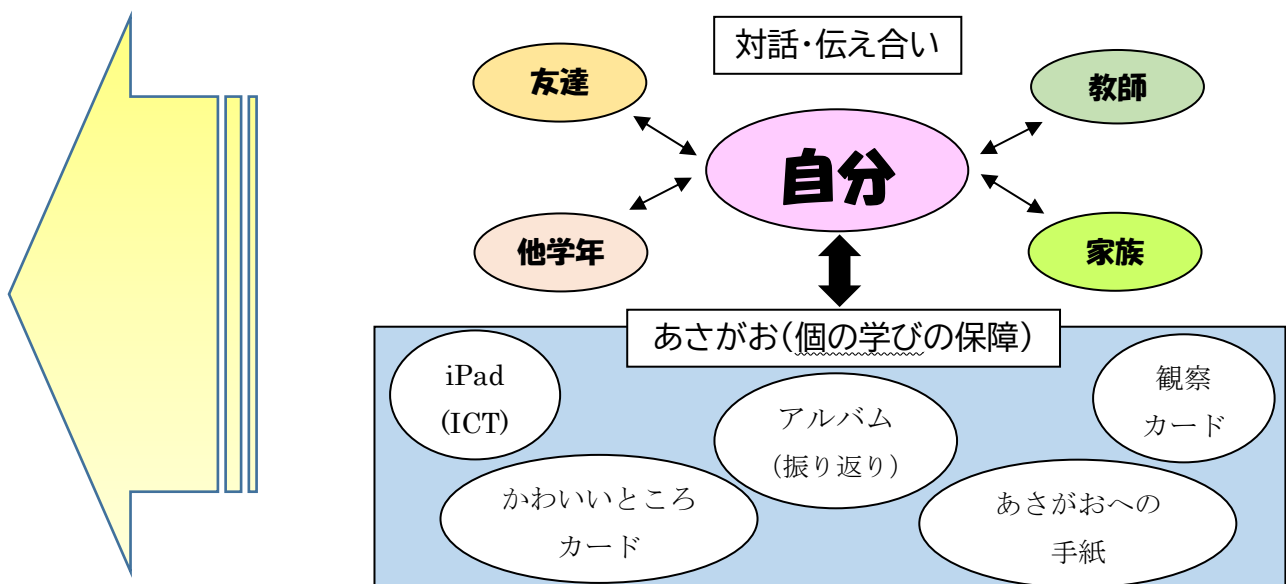 対話・伝え合い
友達
教師
自分
他学年
家族
あさがお(個の学びの保障)
iPad
(ICT)
アルバム
(振り返り)
観察
カード
かわいいところ
カード
あさがおへの
手紙